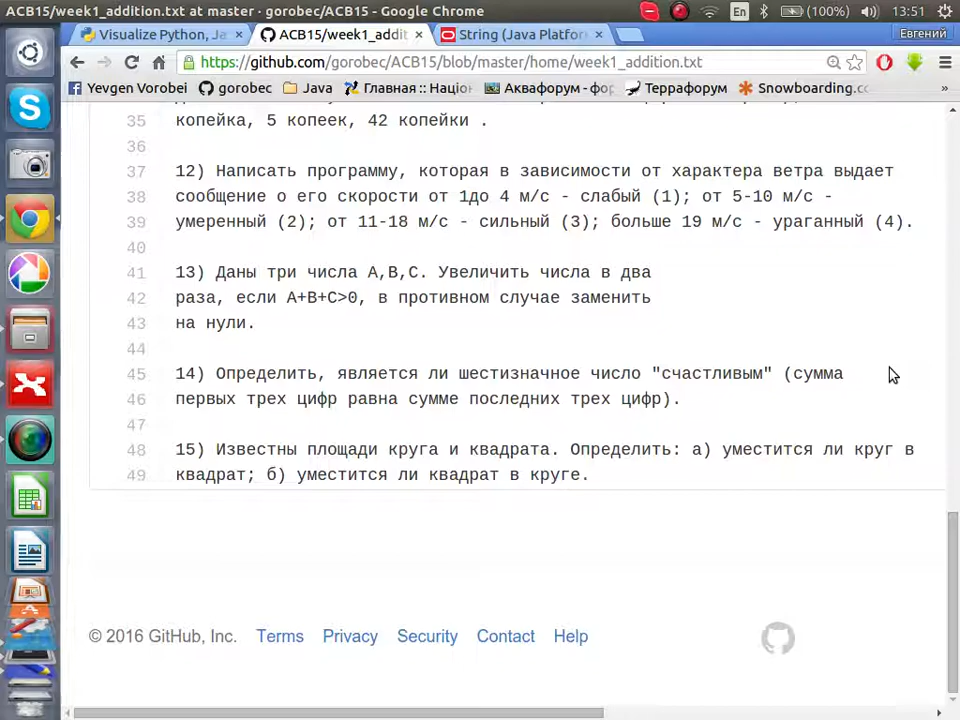 ACB15/week1_addition.txt at master · gorobec/ACB15 - Google Chrome
En
(100%)
13:51
Visualize Python, Ja
ACB15/week1_addit
String (Java Platfor
Евгений
https://github.com/gorobec/ACB15/blob/master/home/week1_addition.txt
Yevgen Vorobei
gorobec
Java
Главная :: Націо
Аквафорум - фор
Террафорум
Snowboarding.c
»
35 копейка, 5 копеек, 42 копейки .
36
37 12) Написать программу, которая в зависимости от характера ветра выдает
38 сообщение о его скорости от 1до 4 м/с - слабый (1); от 5-10 м/с -
39 умеренный (2); от 11-18 м/с - сильный (3); больше 19 м/с - ураганный (4).
40
41 13) Даны три числа А,В,С. Увеличить числа в два
42 раза, если А+В+С>0, в противном случае заменить
43 на нули.
44
45 14) Определить, является ли шестизначное число "счастливым" (сумма
46 первых трех цифр равна сумме последних трех цифр).
47
48 15) Известны площади круга и квадрата. Определить: а) уместится ли круг в
49 квадрат; б) уместится ли квадрат в круге.
© 2016 GitHub, Inc. Terms Privacy Security Contact Help